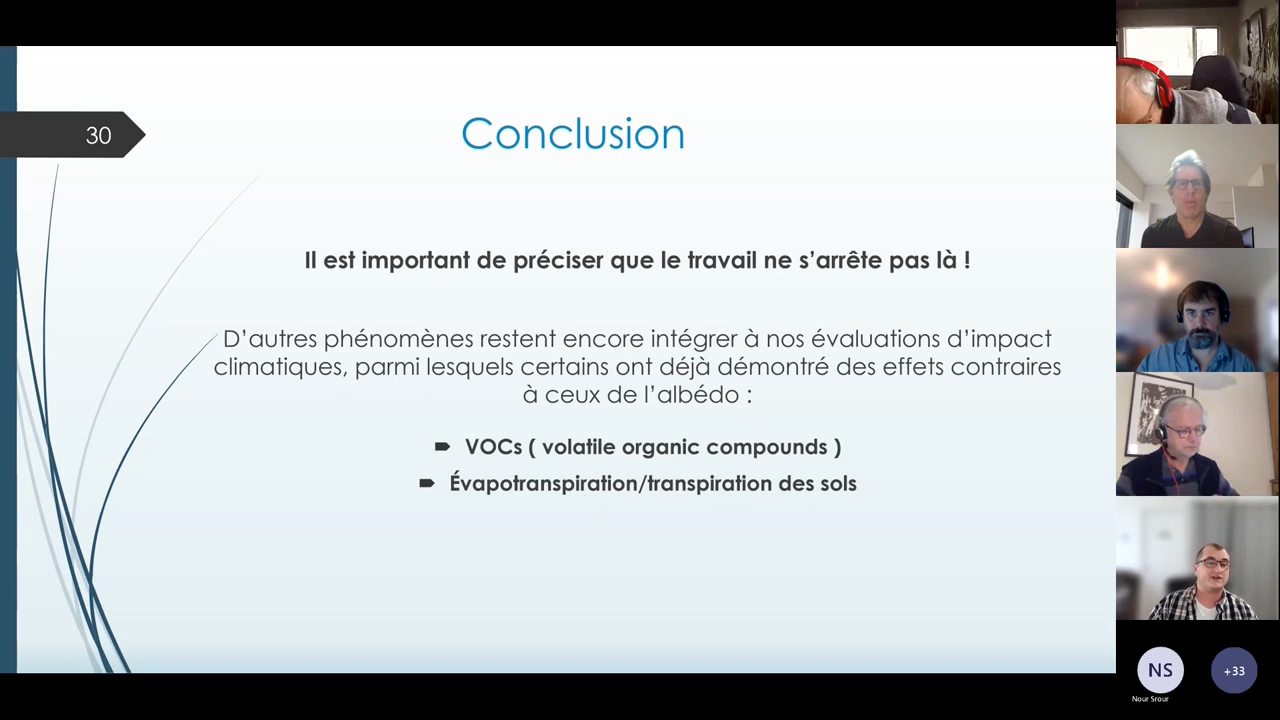 30
Conclusion
Il est important de préciser que le travail ne s’arrête pas là !
D’autres phénomènes restent encore intégrer à nos évaluations d’impact
climatiques, parmi lesquels certains ont déjà démontré des effets contraires
à ceux de l’albédo :
VOCs ( volatile organic compounds )
Évapotranspiration/transpiration des sols
NS
+33
Nour Srour